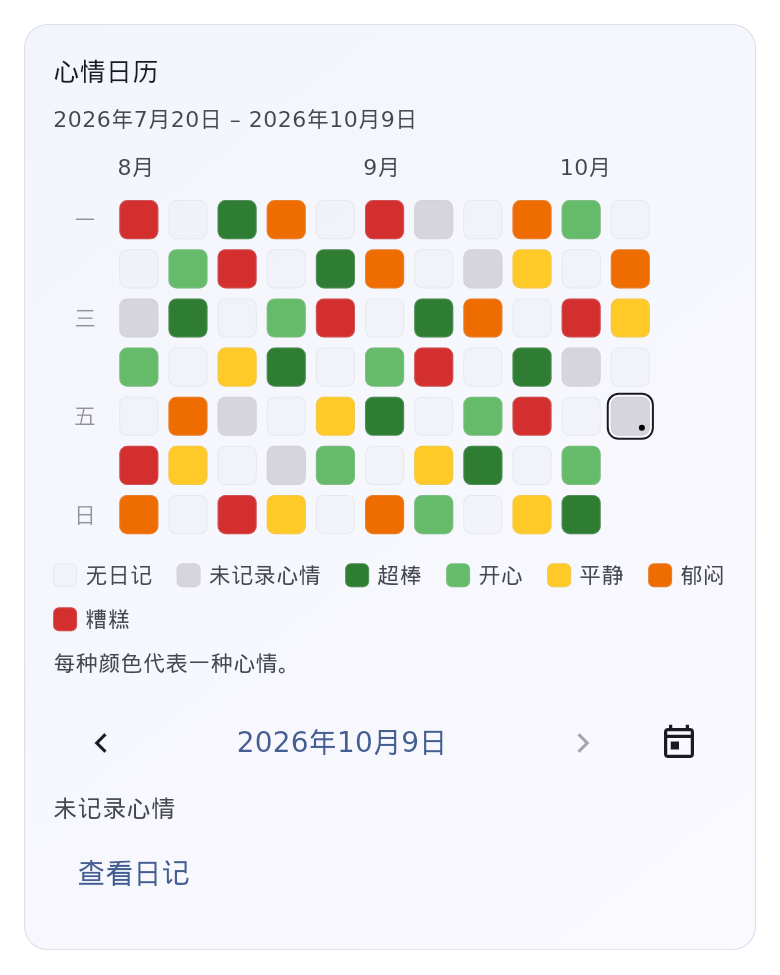 心情日历
2026年7月20日 – 2026年10月9日
8月 9月 10月
一
三
五
日
无日记 未记录心情 超棒 开心 平静 郁闷
糟糕
每种颜色代表一种心情。
2026年10月9日
未记录心情
查看日记